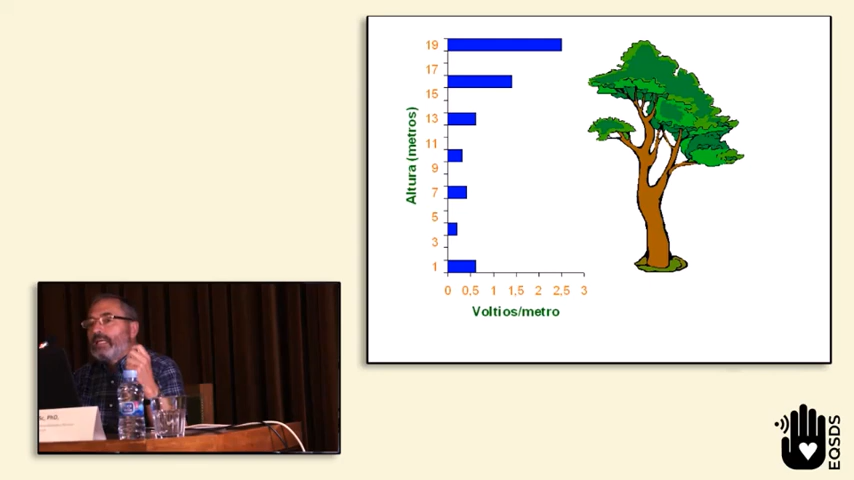 Altura (metros)
19
17
15
13
11
9
7
5
3
1
0 0,5 1 1,5 2 2,5 3
Voltios/metro
PhD,
EQSDS